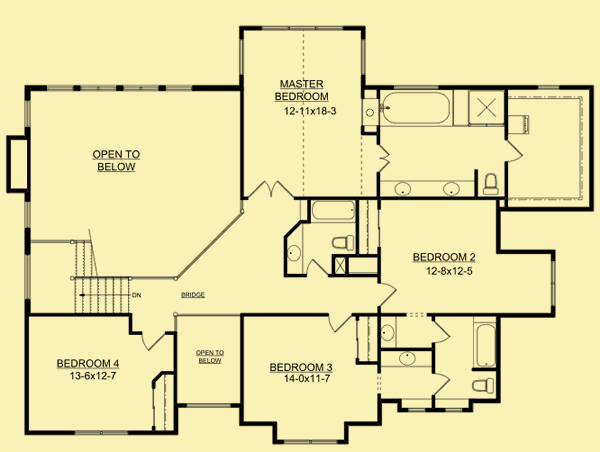 MASTER
BEDROOM
12-11x18-3
OPEN TO
BELOW
BEDROOM 2
12-8x12-5
DN
BRIDGE
OPEN TO
BELOW
BEDROOM 4
13-6x12-7
BEDROOM 3
14-0x11-7